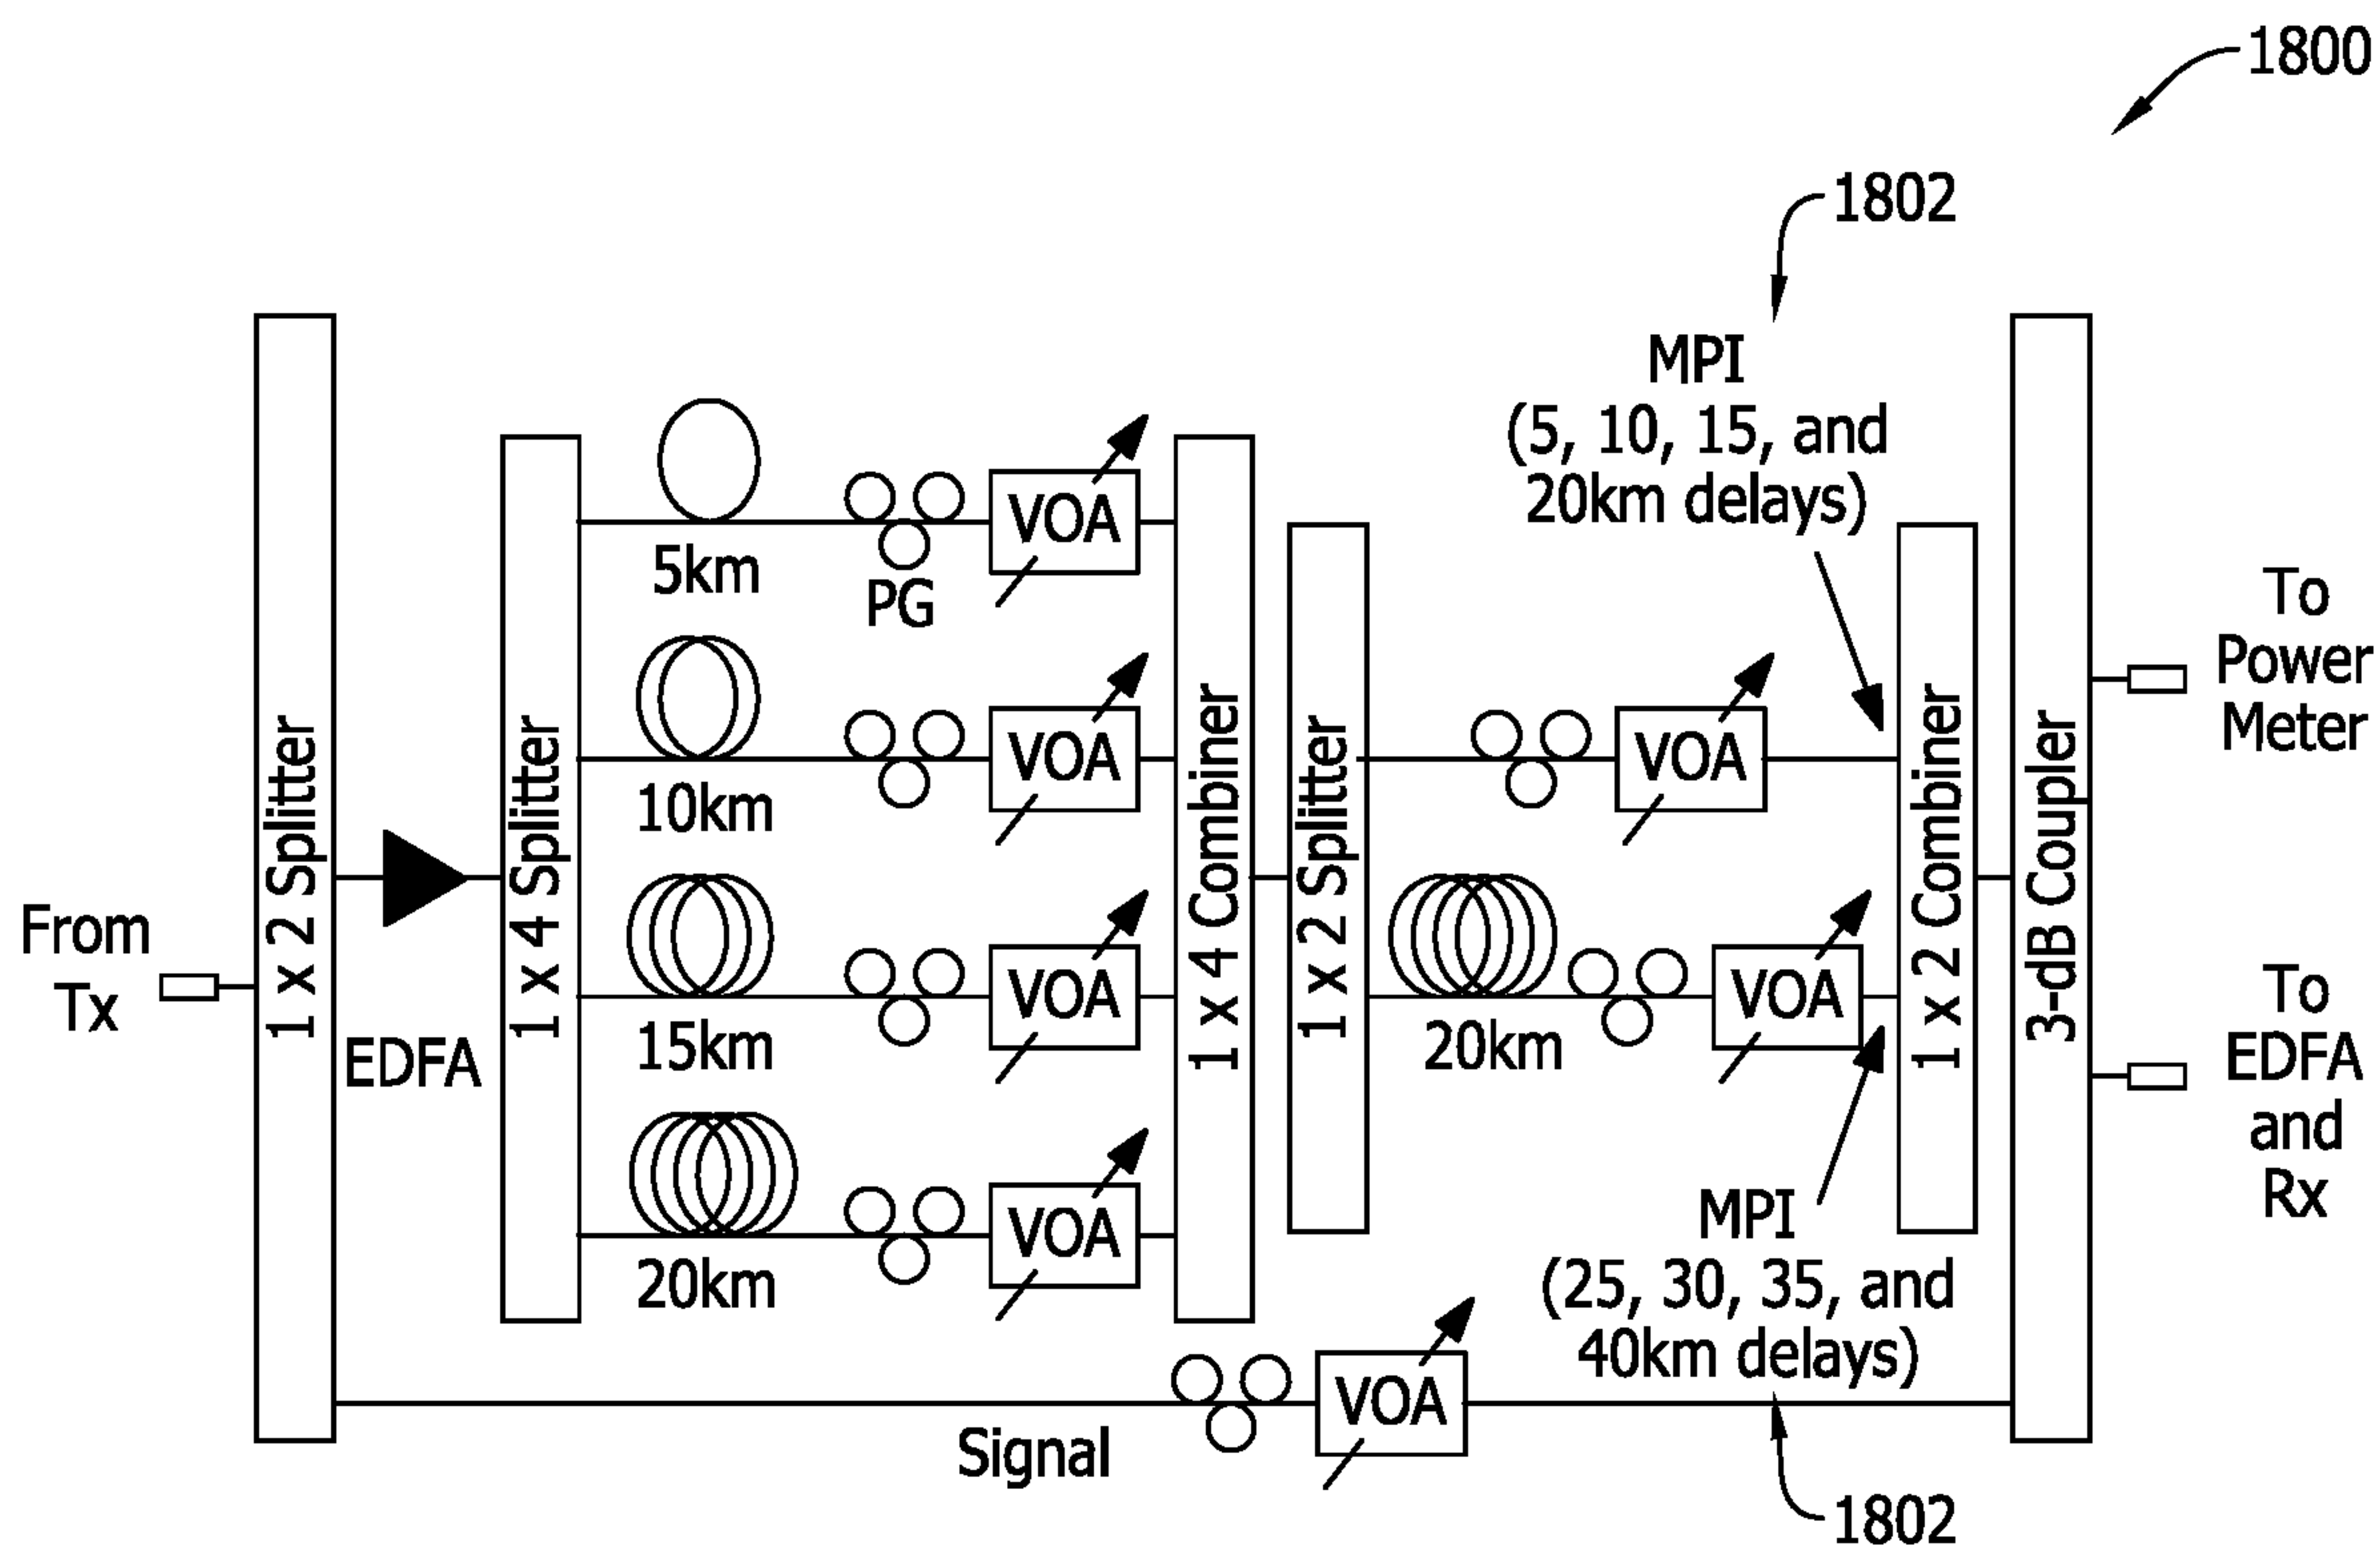 1800
1802
MPI
(5, 10, 15, and
20km delays)
From
Tx
1 x 2 Splitter
EDFA
1 x 4 Splitter
5km
PG
VOA
10km
VOA
15km
VOA
20km
VOA
1 x 4 Combiner
1 x 2 Splitter
VOA
20km
VOA
MPI
(25, 30, 35, and
40km delays)
1 x 2 Combiner
3-dB Coupler
To
Power
Meter
To
EDFA
and
Rx
Signal
VOA
1802